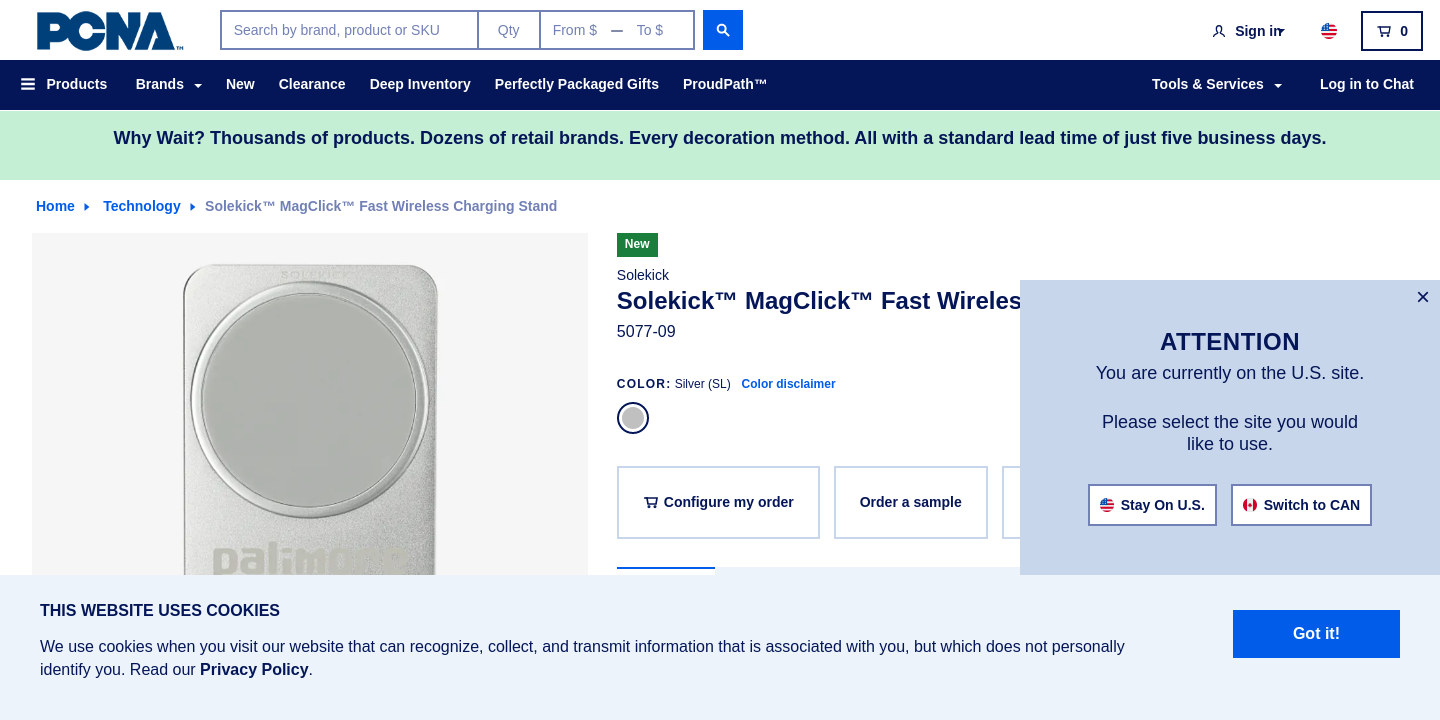 PCNA™
Search by brand, product or SKU
Qty
From $ — To $
Sign in
0
Products
Brands
New
Clearance
Deep Inventory
Perfectly Packaged Gifts
ProudPath™
Tools & Services
Log in to Chat
Why Wait? Thousands of products. Dozens of retail brands. Every decoration method. All with a standard lead time of just five business days.
Home
Technology
Solekick™ MagClick™ Fast Wireless Charging Stand
SOLEKICK
New
Solekick
Solekick™ MagClick™ Fast Wireles
5077-09
COLOR: Silver (SL) Color disclaimer
Configure my order
Order a sample
×
ATTENTION
You are currently on the U.S. site.
Please select the site you would
like to use.
Stay On U.S.
Switch to CAN
THIS WEBSITE USES COOKIES
We use cookies when you visit our website that can recognize, collect, and transmit information that is associated with you, but which does not personally
identify you. Read our Privacy Policy.
Got it!